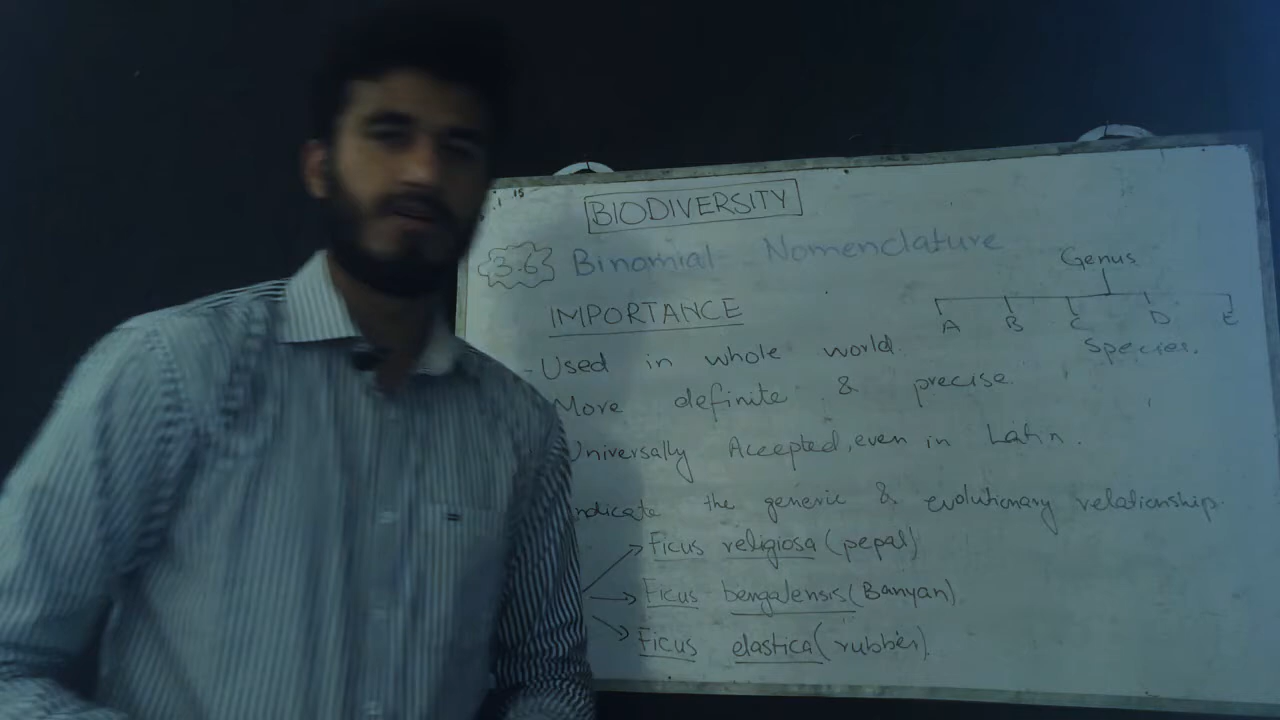 15
BIODIVERSITY
3.6 Binomial Nomenclature
Genus
A B C D E
Species.
IMPORTANCE
- Used in whole world.
More definite & precise.
Universally Accepted, even in Latin.
Indicate the generic & evolutionary relationship.
Ficus religiosa (pepal)
Ficus bengalensis (Banyan)
Ficus elastica (rubber).